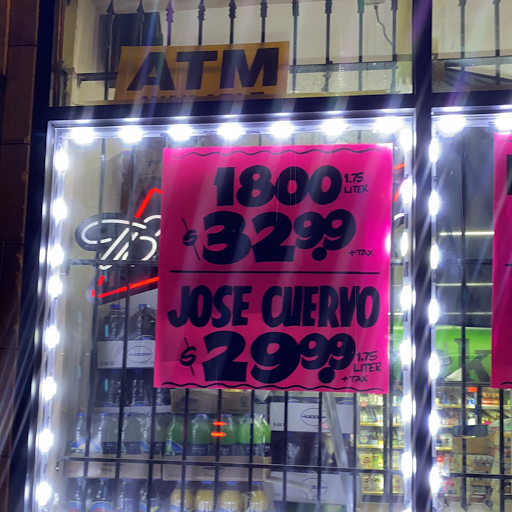 ATM
1800 1.75 LITER
$32.99 + TAX
JOSE CUERVO
$29.99 1.75 LITER + TAX